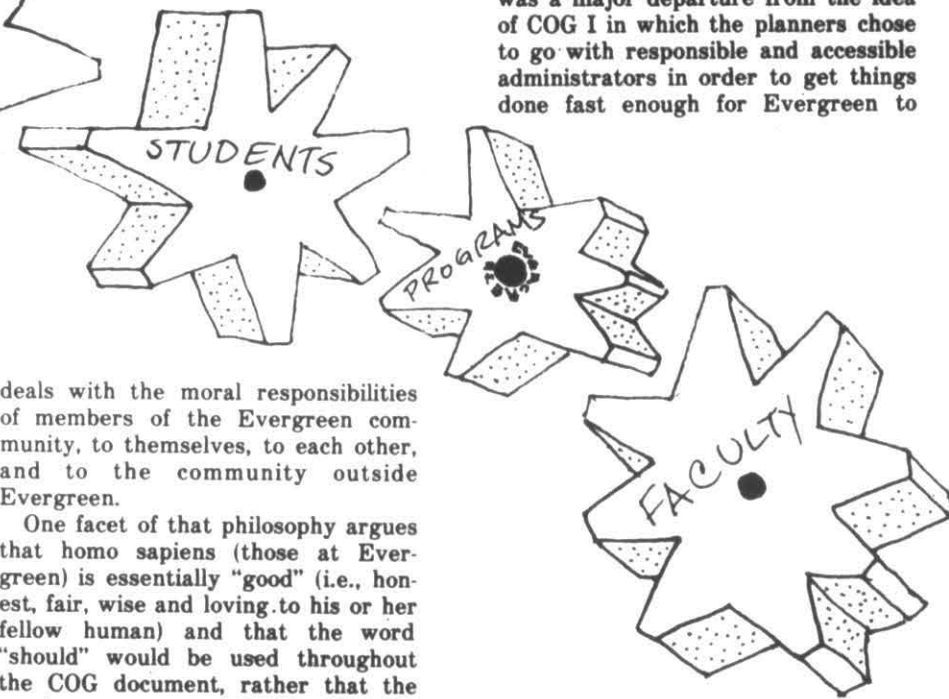 was a major departure from the idea
of COG I in which the planners chose
to go with responsible and accessible
administrators in order to get things
done fast enough for Evergreen to
STUDENTS
PROGRAMS
FACULTY
deals with the moral responsibilities
of members of the Evergreen com-
munity, to themselves, to each other,
and to the community outside
Evergreen.
One facet of that philosophy argues
that homo sapiens (those at Ever-
green) is essentially “good” (i.e., hon-
est, fair, wise and loving.to his or her
fellow human) and that the word
“should” would be used throughout
the COG document, rather that the